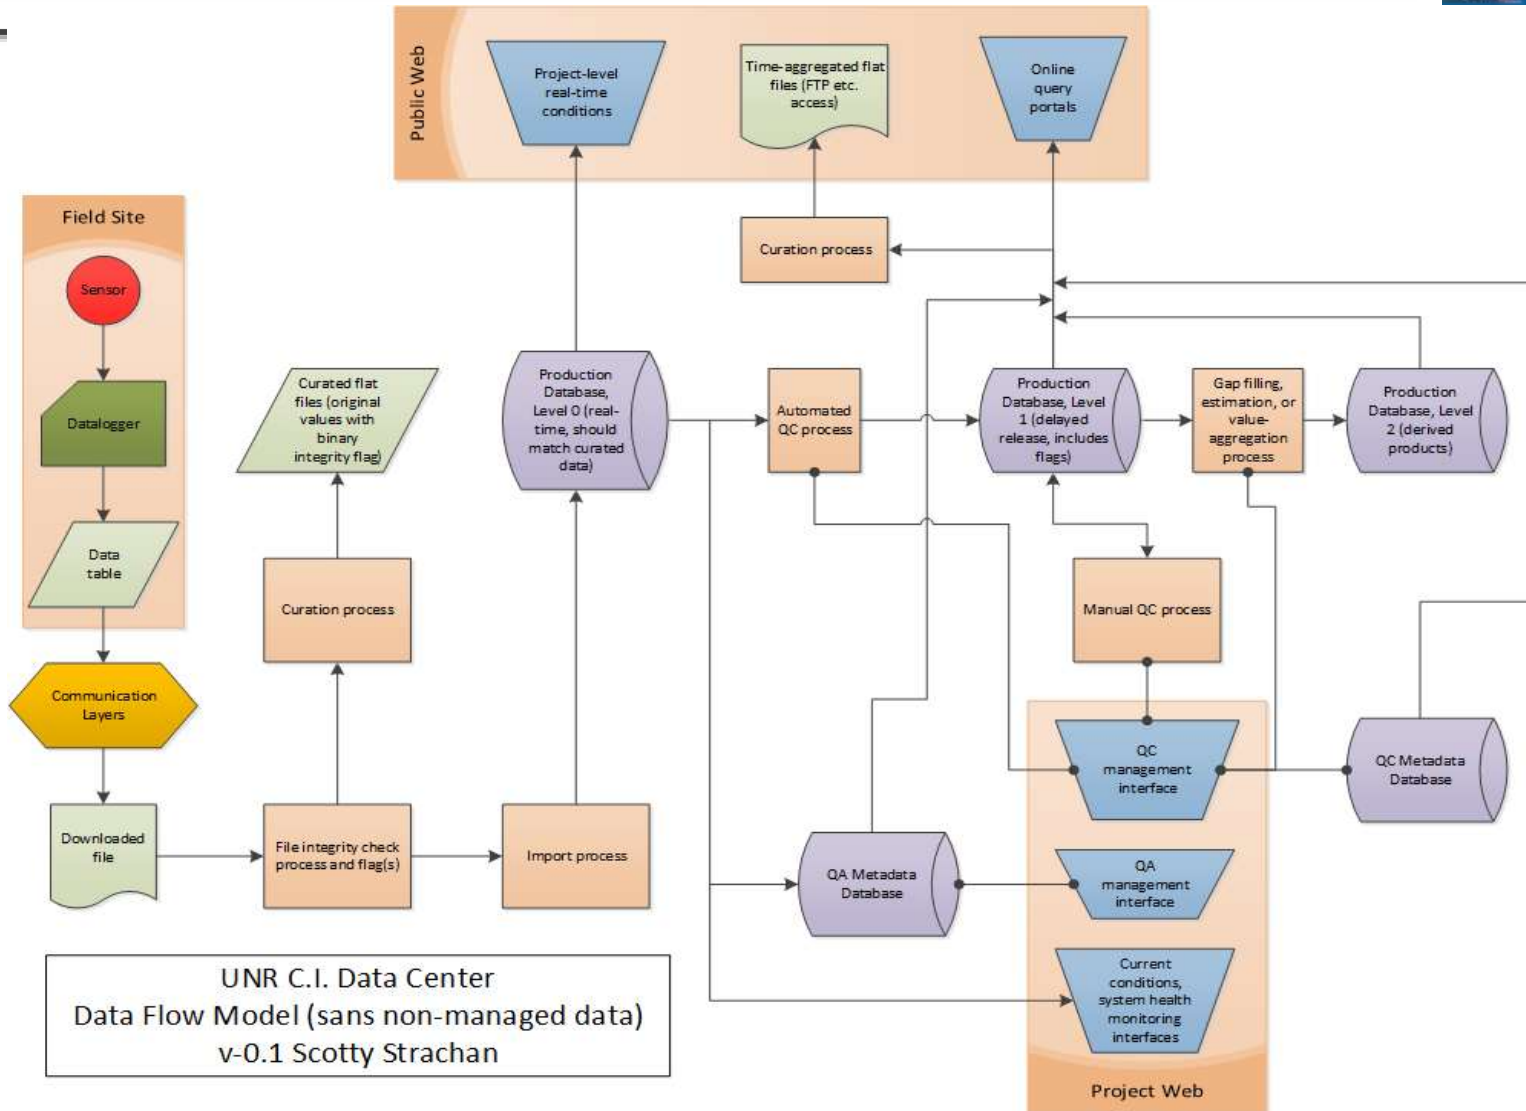 Public Web
Project-level
real-time
conditions
Time-aggregated flat
files (FTP etc.
access)
Online
query
portals
Curation process
Field Site
Sensor
Datalogger
Data
table
Communication
Layers
Downloaded
file
Curated flat
files (original
values with
binary
integrity flag)
Curation process
File integrity check
process and flag(s)
Import process
Production
Database,
Level 0 (real-
time, should
match curated
data)
Automated
QC process
Production
Database, Level
1 (delayed
release, includes
flags)
Gap filling,
estimation, or
value-
aggregation
process
Production
Database, Level
2 (derived
products)
Manual QC process
QC
management
interface
QC Metadata
Database
QA Metadata
Database
QA
management
interface
Current
conditions,
system health
monitoring
interfaces
Project Web
UNR C.I. Data Center
Data Flow Model (sans non-managed data)
v-0.1 Scotty Strachan